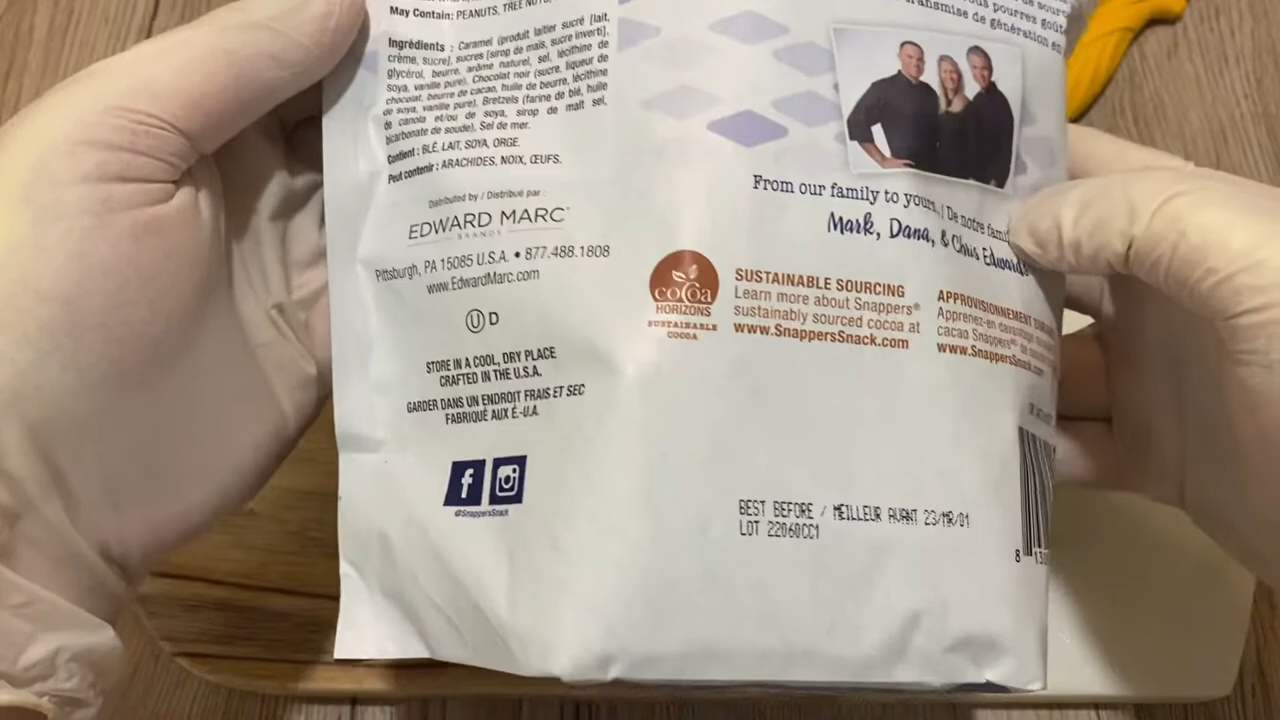 May Contain: PEANUTS, TREE NUTS,
Ingrédients : Caramel (produit laitier sucré [lait,
crème, sucre], sucres [sirop de maïs, sucre inverti],
glycérol, beurre, arôme naturel, sel, lécithine de
soya, vanille pure). Chocolat noir (sucre, liqueur de
chocolat, beurre de cacao, huile de beurre, lécithine
de soya, vanille pure). Bretzels (farine de blé, huile
de canola et/ou de soya, sirop de malt sel,
bicarbonate de soude). Sel de mer.
Contient : BLÉ, LAIT, SOYA, ORGE.
Peut contenir : ARACHIDES, NOIX, ŒUFS.
Distributed by / Distribué par :
EDWARD MARC
BRANDS
Pittsburgh, PA 15085 U.S.A. • 877.488.1808
www.EdwardMarc.com
U D
STORE IN A COOL, DRY PLACE
CRAFTED IN THE U.S.A.
GARDER DANS UN ENDROIT FRAIS ET SEC
FABRIQUÉ AUX É.-U.A.
f
@SnappersSnack
vous pourrez
de génération en
From our family to yours. | De notre
Mark, Dana, & Chris Edwards
cocoa
HORIZONS
SUSTAINABLE
COCOA
SUSTAINABLE SOURCING
Learn more about Snappers®
sustainably sourced cocoa at
www.SnappersSnack.com
APPROVISIONNEMENT
Apprenez-en
cacao Snappers
www.SnappersSnack.com
BEST BEFORE / MEILLEUR AVANT 23/MR/01
LOT 22060CC1
8